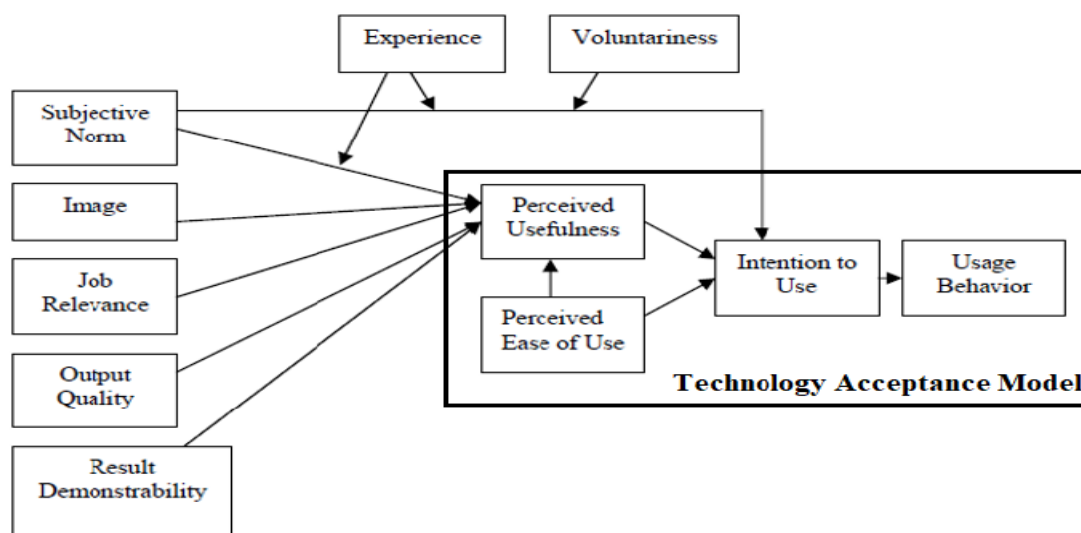 Experience
Voluntariness
Subjective
Norm
Image
Job
Relevance
Output
Quality
Result
Demonstrability
Perceived
Usefulness
Perceived
Ease of Use
Intention to
Use
Usage
Behavior
Technology Acceptance Model